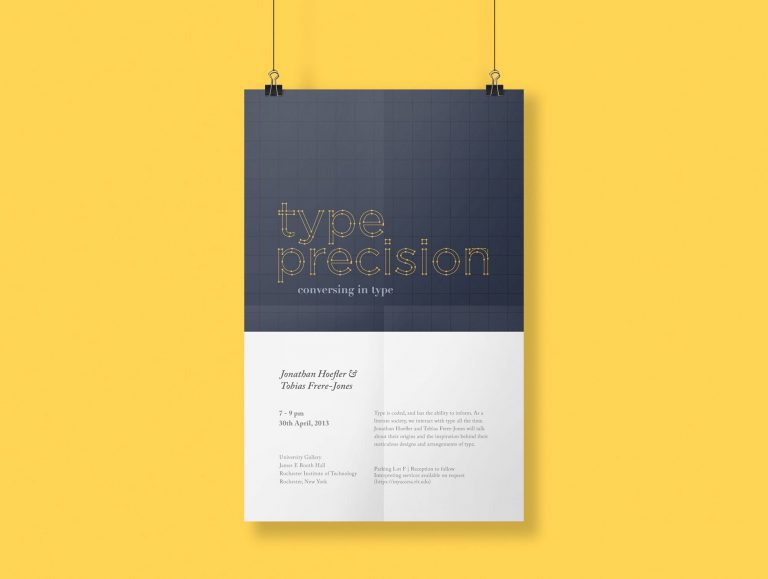 type
precision
conversing in type
Jonathan Hoefler &
Tobias Frere-Jones
7 - 9 pm
30th April, 2013
Type is coded, and has the ability to inform. As a
literate society, we interact with type all the time.
Jonathan Hoefler and Tobias Frere-Jones will talk
about their origins and the inspiration behind their
meticulous designs and arrangements of type.
University Gallery
James E Booth Hall
Rochester Institute of Technology
Rochester, New York
Parking Lot F | Reception to follow
Interpreting services available on request
(https://myaccess.rit.edu)